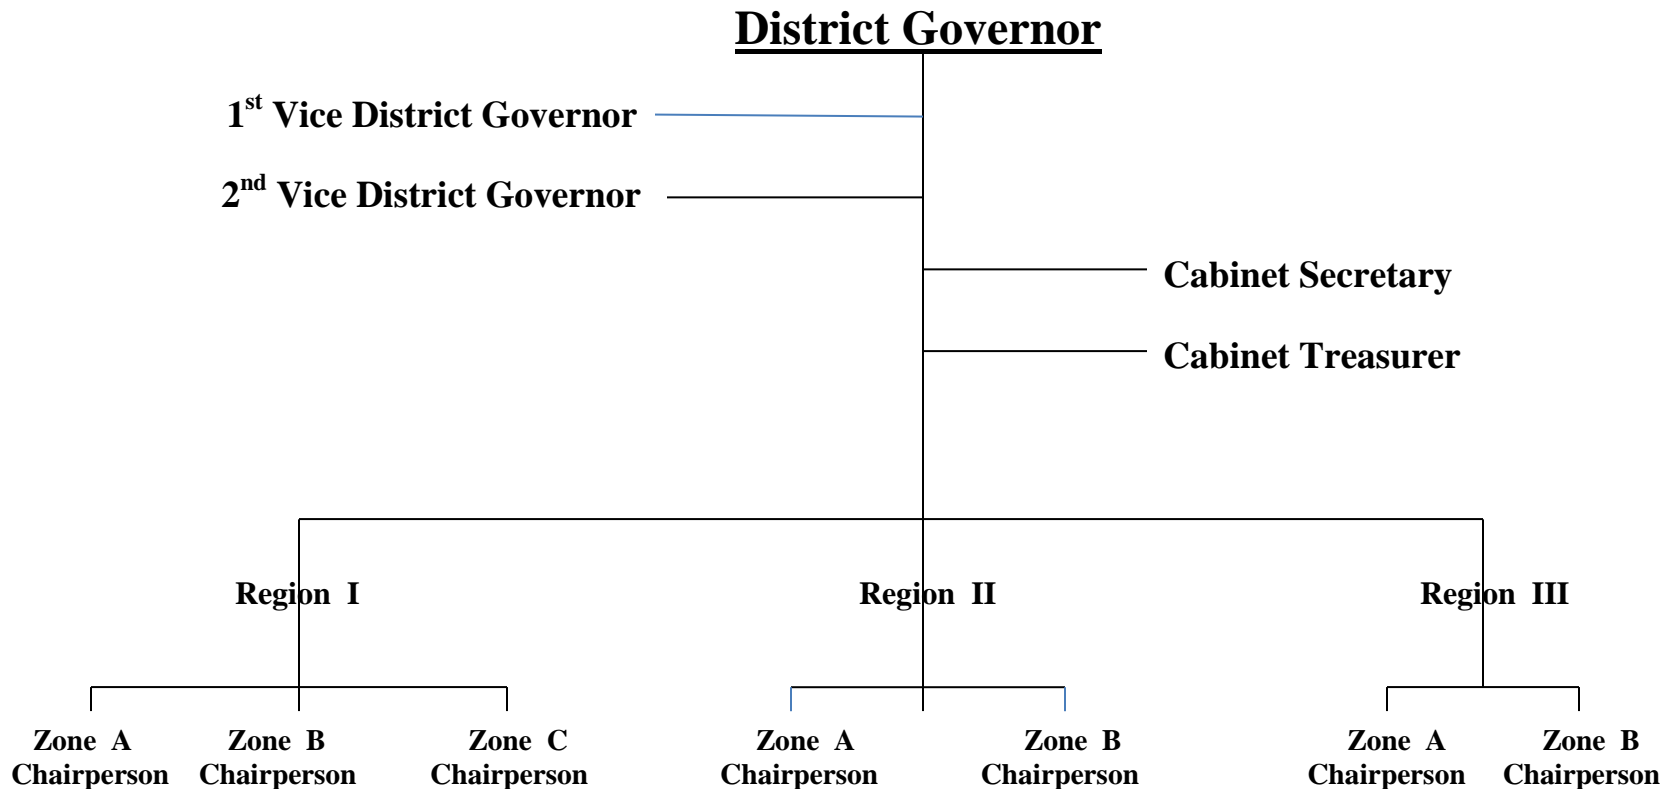 District Governor
1st Vice District Governor
2nd Vice District Governor
Cabinet Secretary
Cabinet Treasurer
Region I
Region II
Region III
Zone A Chairperson
Zone B Chairperson
Zone C Chairperson
Zone A Chairperson
Zone B Chairperson
Zone A Chairperson
Zone B Chairperson